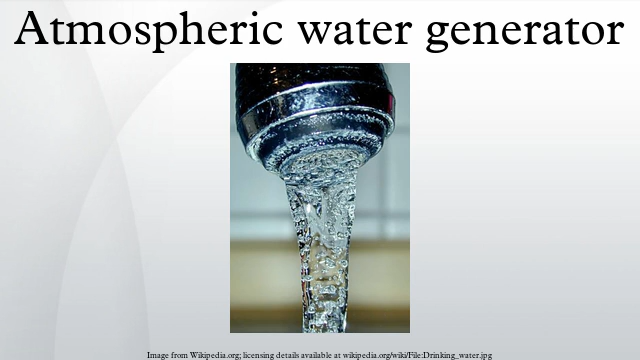 Atmospheric water generator
Image from Wikipedia.org; licensing details available at wikipedia.org/wiki/File:Drinking_water.jpg